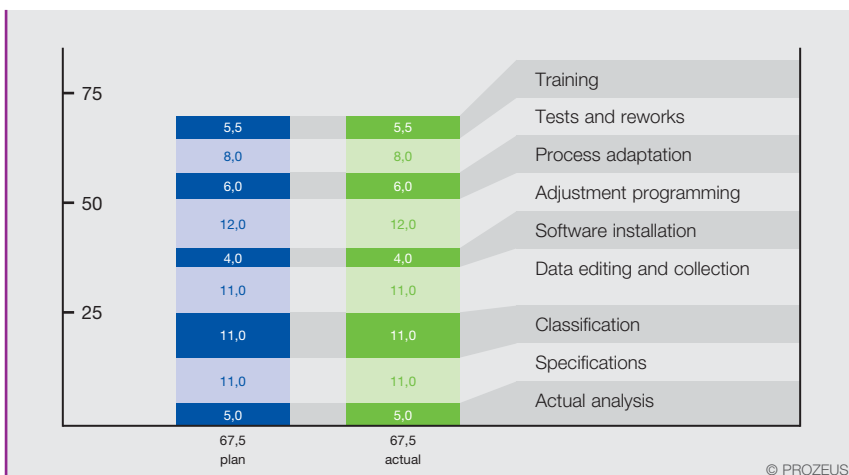 75
50
25
5,5
8,0
6,0
12,0
4,0
11,0
11,0
11,0
5,0
67,5
plan
5,5
8,0
6,0
12,0
4,0
11,0
11,0
11,0
5,0
67,5
actual
Training
Tests and reworks
Process adaptation
Adjustment programming
Software installation
Data editing and collection
Classification
Specifications
Actual analysis
© PROZEUS